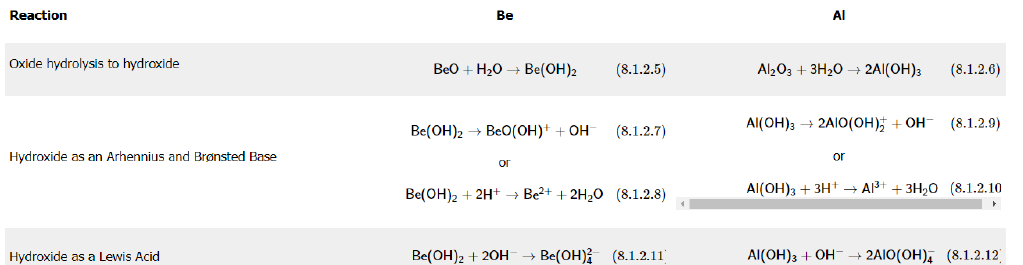 Reaction Be Al
Oxide hydrolysis to hydroxide BeO + H₂O → Be(OH)₂ (8.1.2.5) Al₂O₃ + 3H₂O → 2Al(OH)₃ (8.1.2.6)
Be(OH)₂ → BeO(OH)⁺ + OH⁻ (8.1.2.7) Al(OH)₃ → 2AlO(OH)₂⁺ + OH⁻ (8.1.2.9)
Hydroxide as an Arhennius and Brønsted Base or or
Be(OH)₂ + 2H⁺ → Be²⁺ + 2H₂O (8.1.2.8) Al(OH)₃ + 3H⁺ → Al³⁺ + 3H₂O (8.1.2.10
Hydroxide as a Lewis Acid Be(OH)₂ + 2OH⁻ → Be(OH)₄²⁻ (8.1.2.11 Al(OH)₃ + OH⁻ → 2AlO(OH)₄⁻ (8.1.2.12